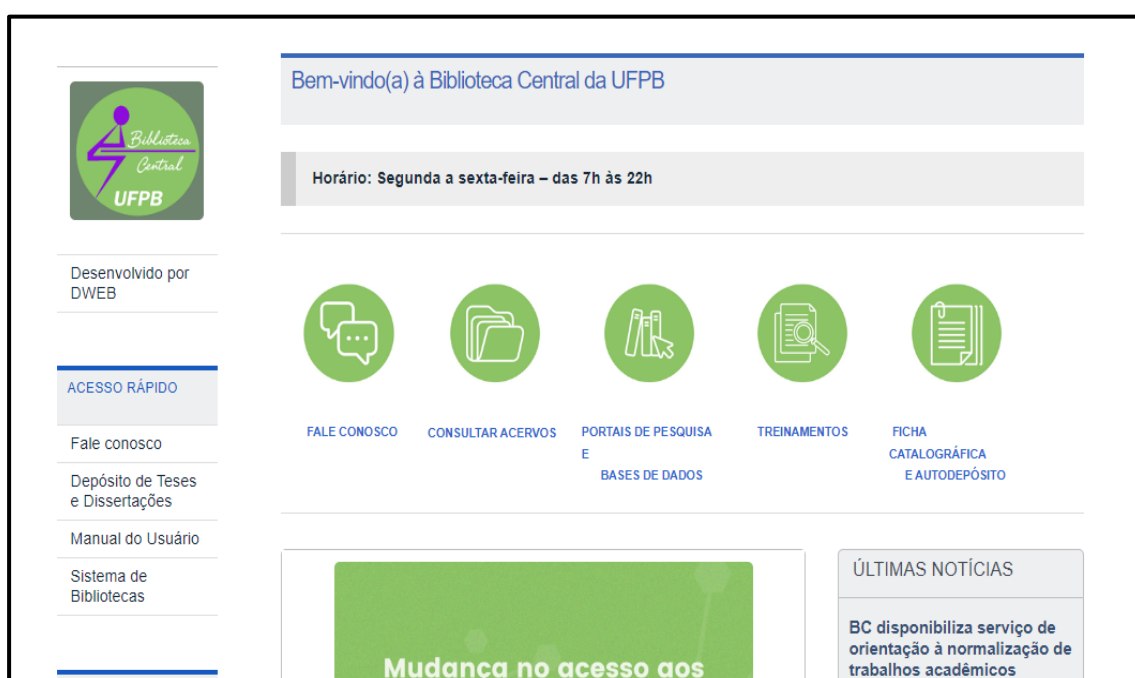 Biblioteca
Central
UFPB
Desenvolvido por
DWEB
ACESSO RÁPIDO
Fale conosco
Depósito de Teses
e Dissertações
Manual do Usuário
Sistema de
Bibliotecas
Bem-vindo(a) à Biblioteca Central da UFPB
Horário: Segunda a sexta-feira – das 7h às 22h
FALE CONOSCO
CONSULTAR ACERVOS
PORTAIS DE PESQUISA
E
BASES DE DADOS
TREINAMENTOS
FICHA
CATALOGRÁFICA
E AUTODEPÓSITO
Mudança no acesso aos
ÚLTIMAS NOTÍCIAS
BC disponibiliza serviço de
orientação à normalização de
trabalhos acadêmicos